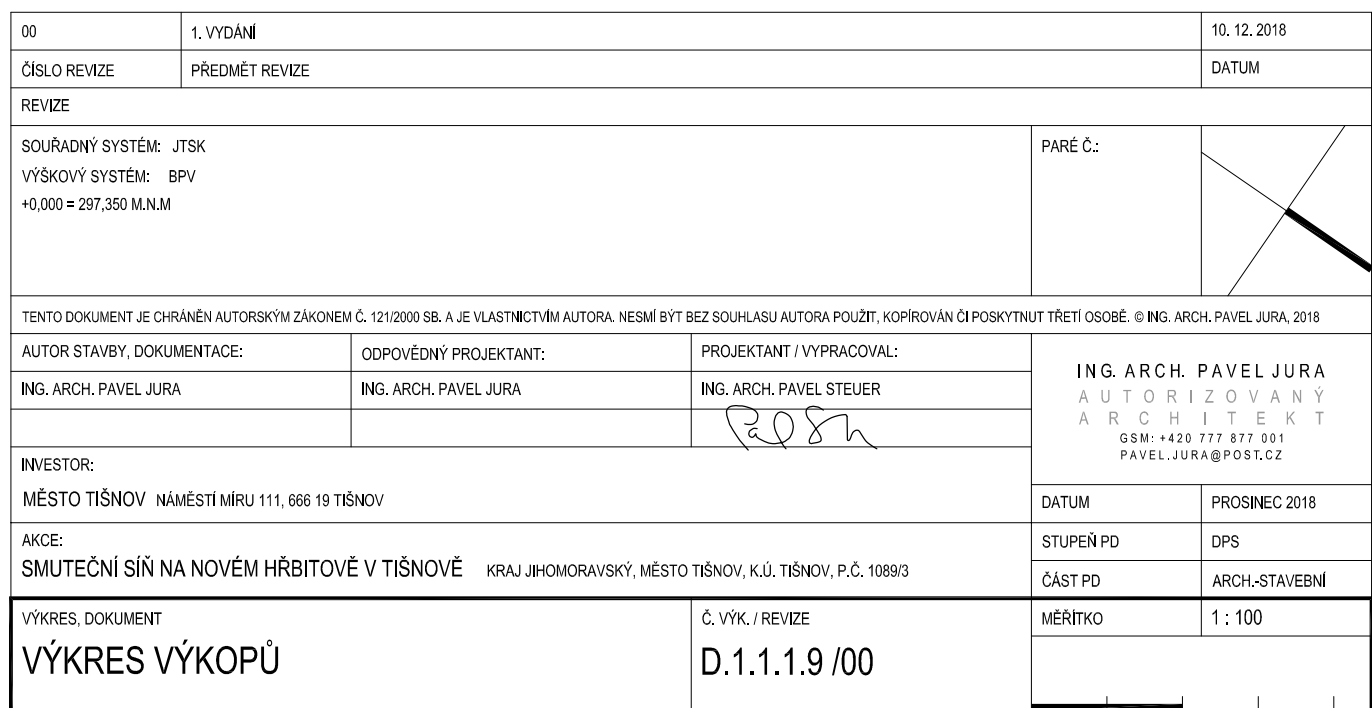 00 1. VYDÁNÍ 10. 12. 2018
ČÍSLO REVIZE PŘEDMĚT REVIZE DATUM
REVIZE
SOUŘADNÝ SYSTÉM: JTSK
VÝŠKOVÝ SYSTÉM: BPV
+0,000 = 297,350 M.N.M
PARÉ Č.:
TENTO DOKUMENT JE CHRÁNĚN AUTORSKÝM ZÁKONEM Č. 121/2000 SB. A JE VLASTNICTVÍM AUTORA. NESMÍ BÝT BEZ SOUHLASU AUTORA POUŽIT, KOPÍROVÁN ČI POSKYTNUT TŘETÍ OSOBĚ. © ING. ARCH. PAVEL JURA, 2018
AUTOR STAVBY, DOKUMENTACE: ODPOVĚDNÝ PROJEKTANT: PROJEKTANT / VYPRACOVAL:
ING. ARCH. PAVEL JURA ING. ARCH. PAVEL JURA ING. ARCH. PAVEL STEUER
ING. ARCH. PAVEL JURA
AUTORIZOVANÝ
ARCHITEKT
GSM: +420 777 877 001
PAVEL.JURA@POST.CZ
INVESTOR:
MĚSTO TIŠNOV NÁMĚSTÍ MÍRU 111, 666 19 TIŠNOV
DATUM PROSINEC 2018
AKCE:
SMUTEČNÍ SÍŇ NA NOVÉM HŘBITOVĚ V TIŠNOVĚ KRAJ JIHOMORAVSKÝ, MĚSTO TIŠNOV, K.Ú. TIŠNOV, P.Č. 1089/3
STUPEŇ PD DPS
ČÁST PD ARCH.-STAVEBNÍ
VÝKRES, DOKUMENT Č. VÝK. / REVIZE MĚŘÍTKO 1 : 100
VÝKRES VÝKOPŮ D.1.1.1.9 /00